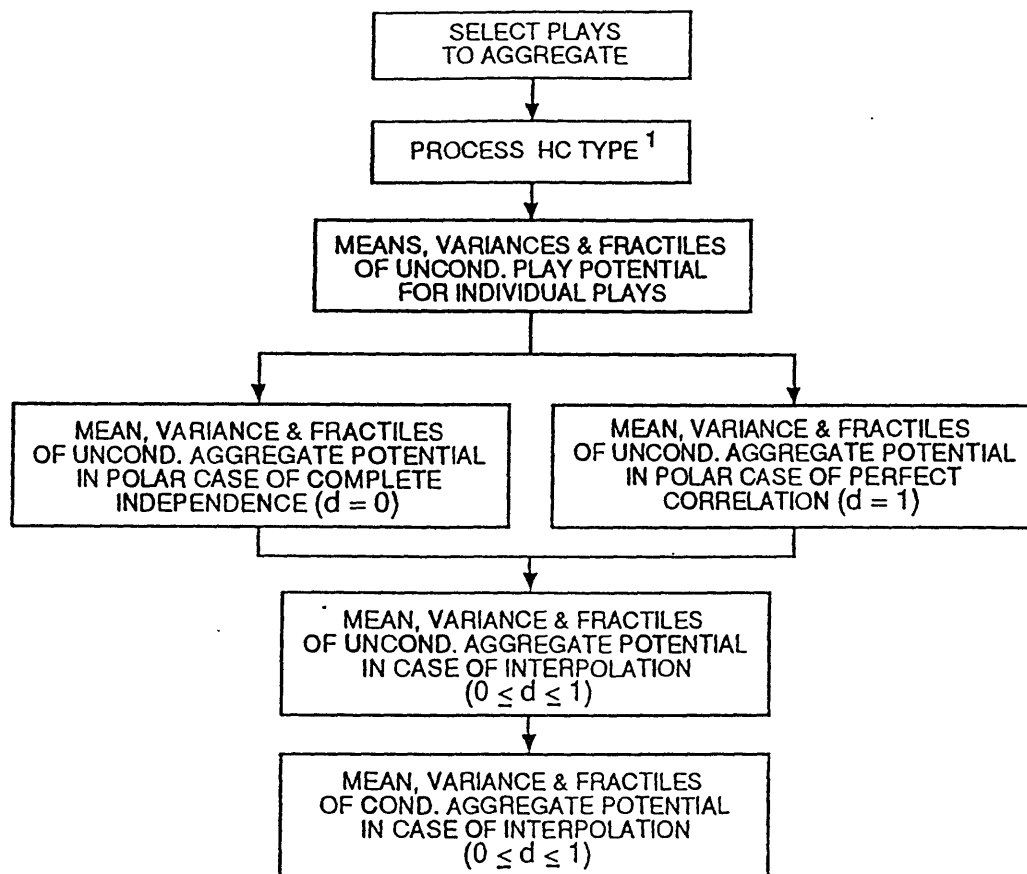 SELECT PLAYS
TO AGGREGATE
PROCESS HC TYPE 1
MEANS, VARIANCES & FRACTILES
OF UNCOND. PLAY POTENTIAL
FOR INDIVIDUAL PLAYS
MEAN, VARIANCE & FRACTILES
OF UNCOND. AGGREGATE POTENTIAL
IN POLAR CASE OF COMPLETE
INDEPENDENCE (d = 0)
MEAN, VARIANCE & FRACTILES
OF UNCOND. AGGREGATE POTENTIAL
IN POLAR CASE OF PERFECT
CORRELATION (d = 1)
MEAN, VARIANCE & FRACTILES
OF UNCOND. AGGREGATE POTENTIAL
IN CASE OF INTERPOLATION
(0 ≤ d ≤ 1)
MEAN, VARIANCE & FRACTILES
OF COND. AGGREGATE POTENTIAL
IN CASE OF INTERPOLATION
(0 ≤ d ≤ 1)